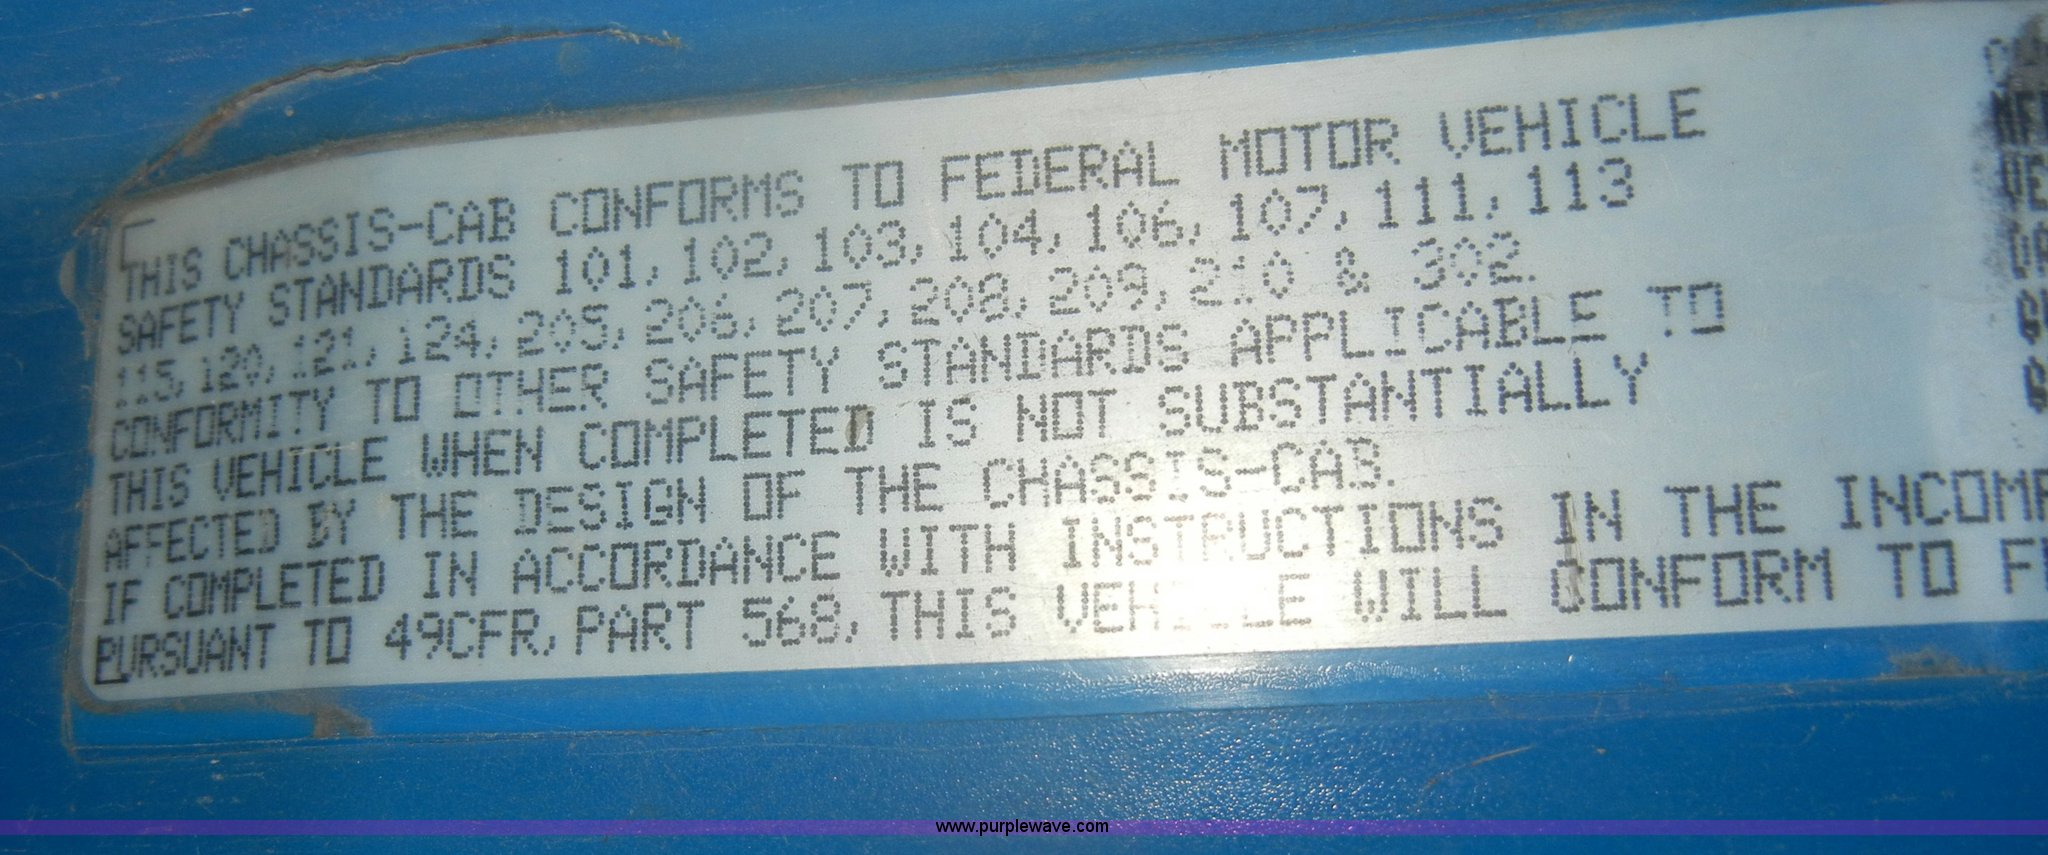 THIS CHASSIS-CAB CONFORMS TO FEDERAL MOTOR VEHICLE
SAFETY STANDARDS 101, 102, 103, 104, 106, 107, 111, 113
115, 120, 121, 124, 205, 206, 207, 208, 209, 210 & 302.
CONFORMITY TO OTHER SAFETY STANDARDS APPLICABLE TO
THIS VEHICLE WHEN COMPLETED IS NOT SUBSTANTIALLY
AFFECTED BY THE DESIGN OF THE CHASSIS-CAB.
IF COMPLETED IN ACCORDANCE WITH INSTRUCTIONS IN THE INCOMP
PURSUANT TO 49CFR, PART 568, THIS VEHICLE WILL CONFORM TO
www.purplewave.com